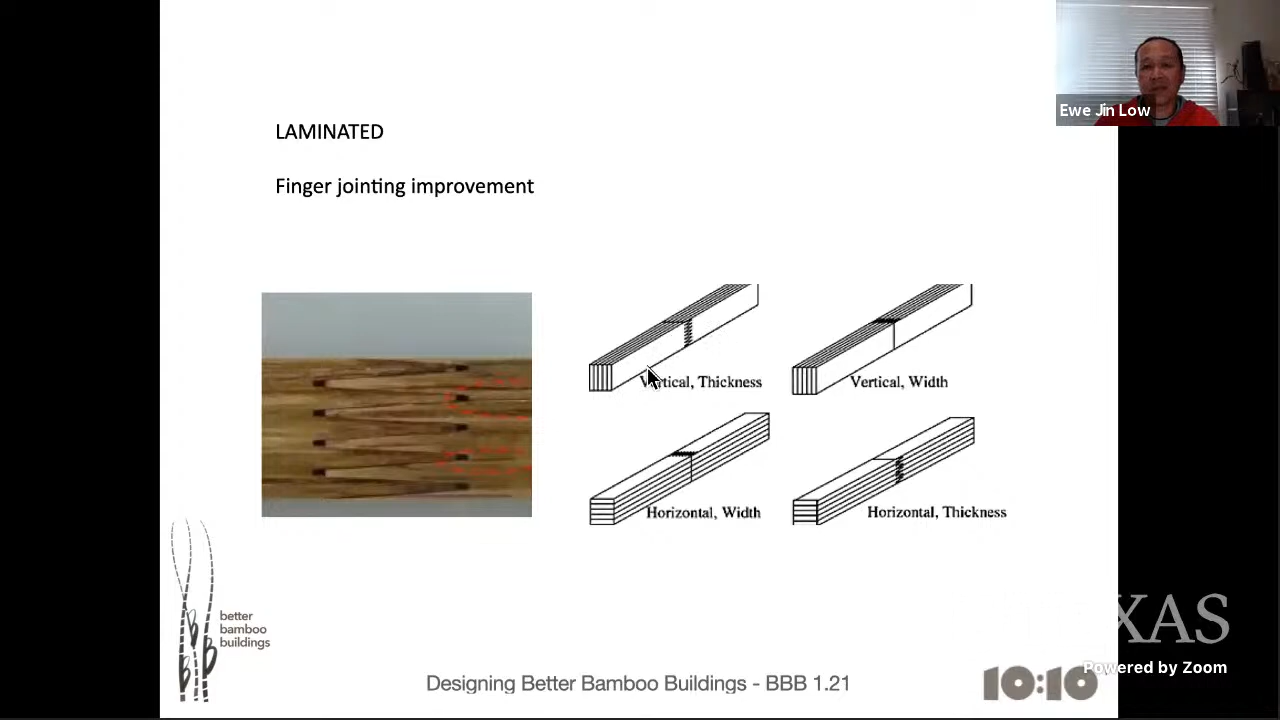 Ewe Jin Low
LAMINATED
Finger jointing improvement
Vertical, Thickness
Vertical, Width
Horizontal, Width
Horizontal, Thickness
better
bamboo
buildings
XAS
Powered by Zoom
Designing Better Bamboo Buildings - BBB 1.21
10:10